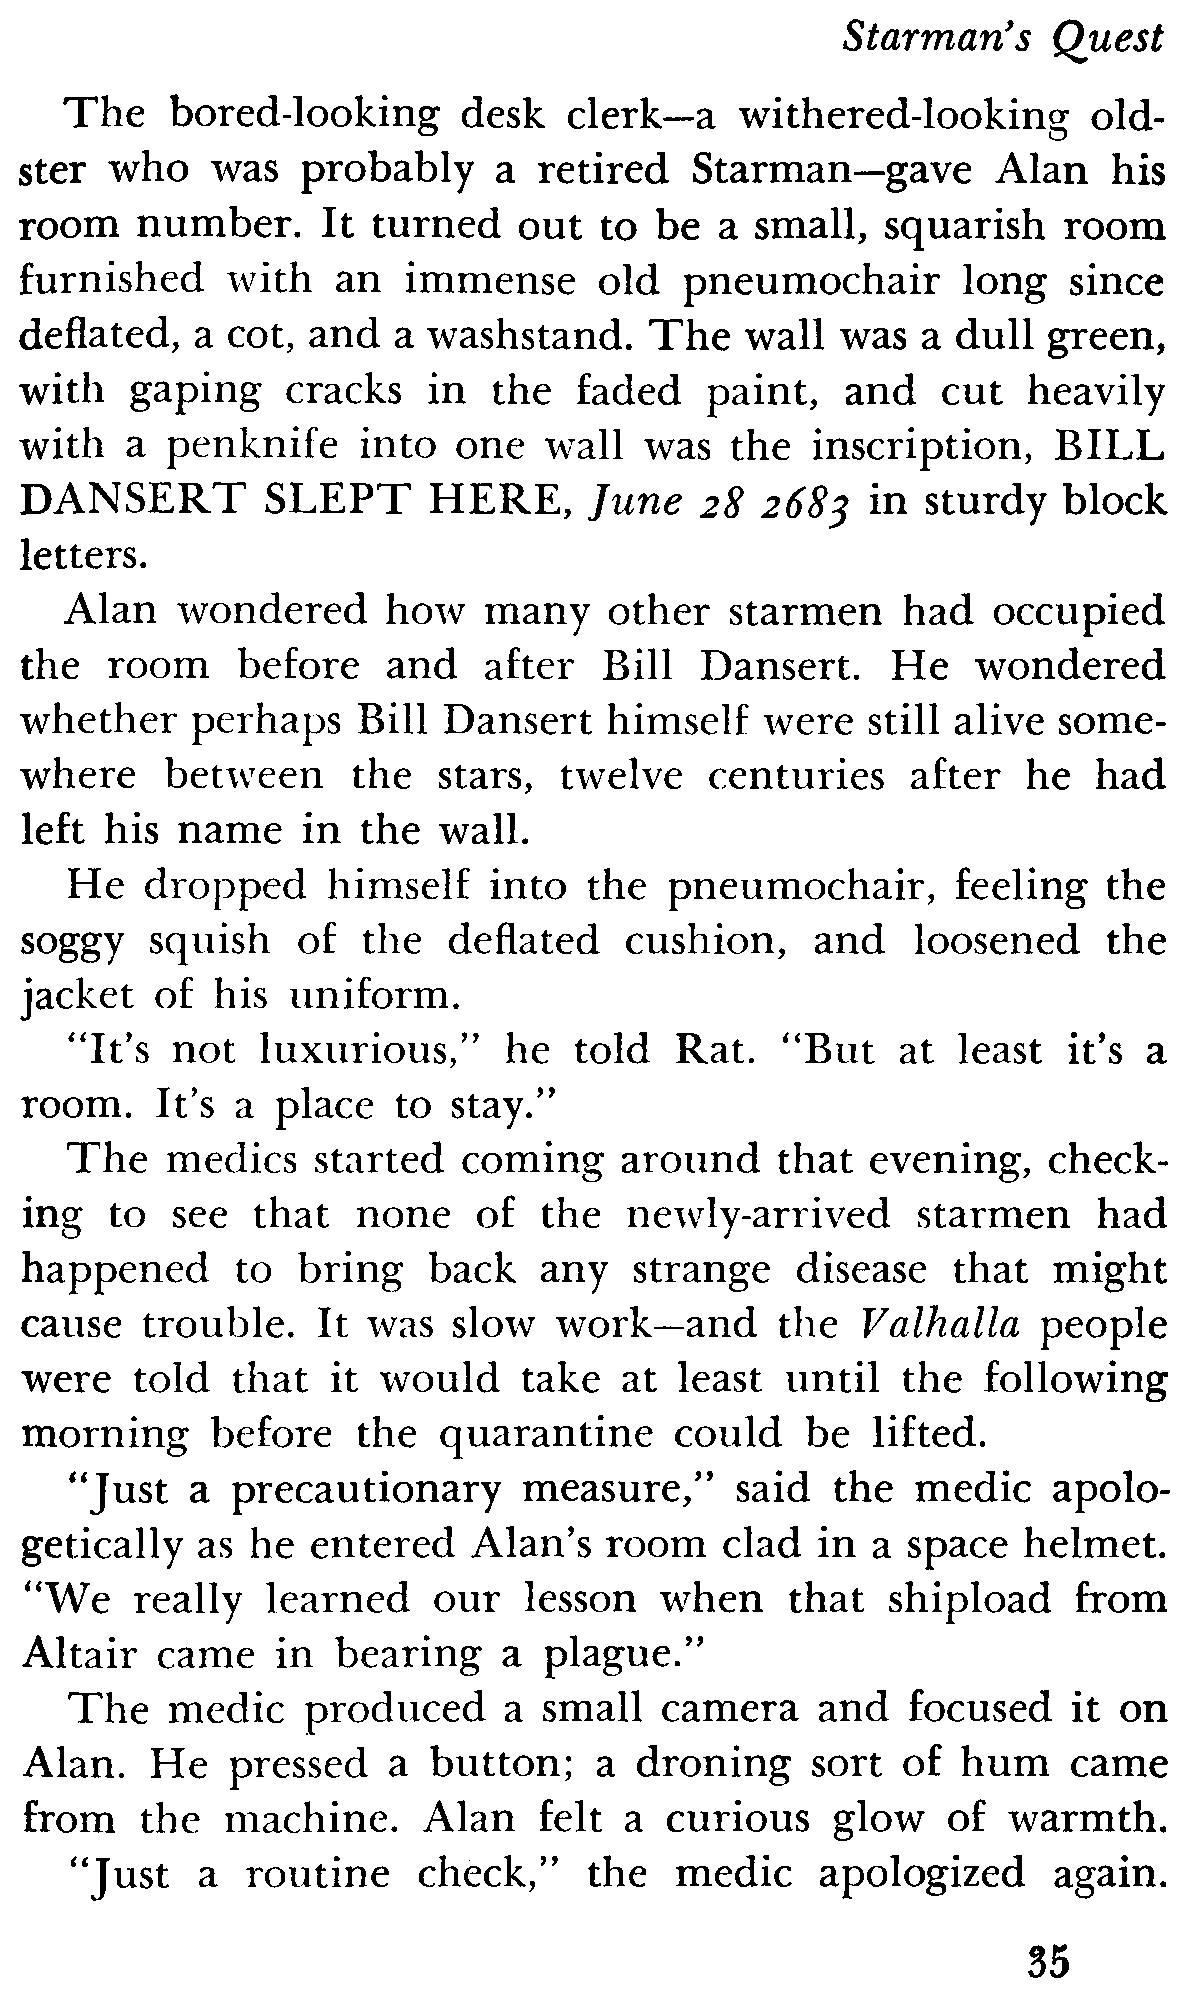 Starman's Quest
The bored-looking desk clerk—a withered-looking old-
ster who was probably a retired Starman—gave Alan his
room number. It turned out to be a small, squarish room
furnished with an immense old pneumochair long since
deflated, a cot, and a washstand. The wall was a dull green,
with gaping cracks in the faded paint, and cut heavily
with a penknife into one wall was the inscription, BILL
DANSERT SLEPT HERE, June 28 2683 in sturdy block
letters.
Alan wondered how many other starmen had occupied
the room before and after Bill Dansert. He wondered
whether perhaps Bill Dansert himself were still alive some-
where between the stars, twelve centuries after he had
left his name in the wall.
He dropped himself into the pneumochair, feeling the
soggy squish of the deflated cushion, and loosened the
jacket of his uniform.
"It's not luxurious," he told Rat. "But at least it's a
room. It's a place to stay."
The medics started coming around that evening, check-
ing to see that none of the newly-arrived starmen had
happened to bring back any strange disease that might
cause trouble. It was slow work—and the Valhalla people
were told that it would take at least until the following
morning before the quarantine could be lifted.
"Just a precautionary measure," said the medic apolo-
getically as he entered Alan's room clad in a space helmet.
"We really learned our lesson when that shipload from
Altair came in bearing a plague."
The medic produced a small camera and focused it on
Alan. He pressed a button; a droning sort of hum came
from the machine. Alan felt a curious glow of warmth.
"Just a routine check," the medic apologized again.
35